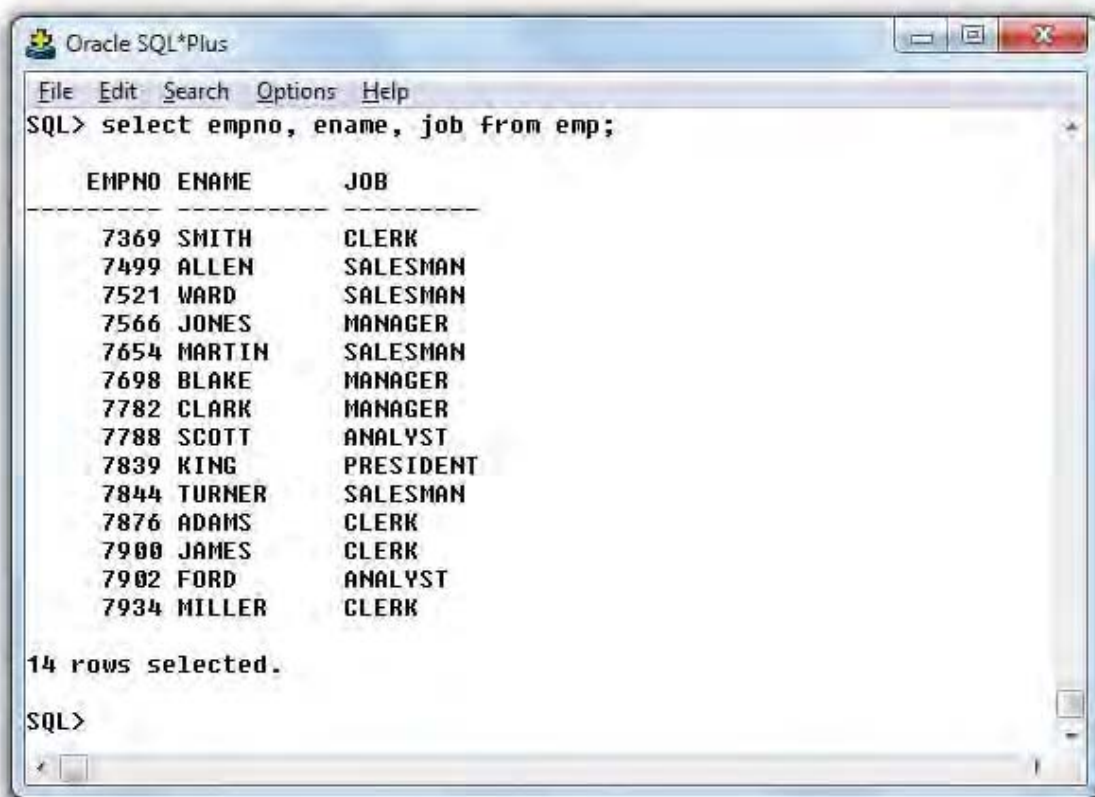 Oracle SQL*Plus
File Edit Search Options Help
SQL> select empno, ename, job from emp;
EMPNO ENAME JOB
--------- ---------- ---------
7369 SMITH CLERK
7499 ALLEN SALESMAN
7521 WARD SALESMAN
7566 JONES MANAGER
7654 MARTIN SALESMAN
7698 BLAKE MANAGER
7782 CLARK MANAGER
7788 SCOTT ANALYST
7839 KING PRESIDENT
7844 TURNER SALESMAN
7876 ADAMS CLERK
7900 JAMES CLERK
7902 FORD ANALYST
7934 MILLER CLERK
14 rows selected.
SQL>